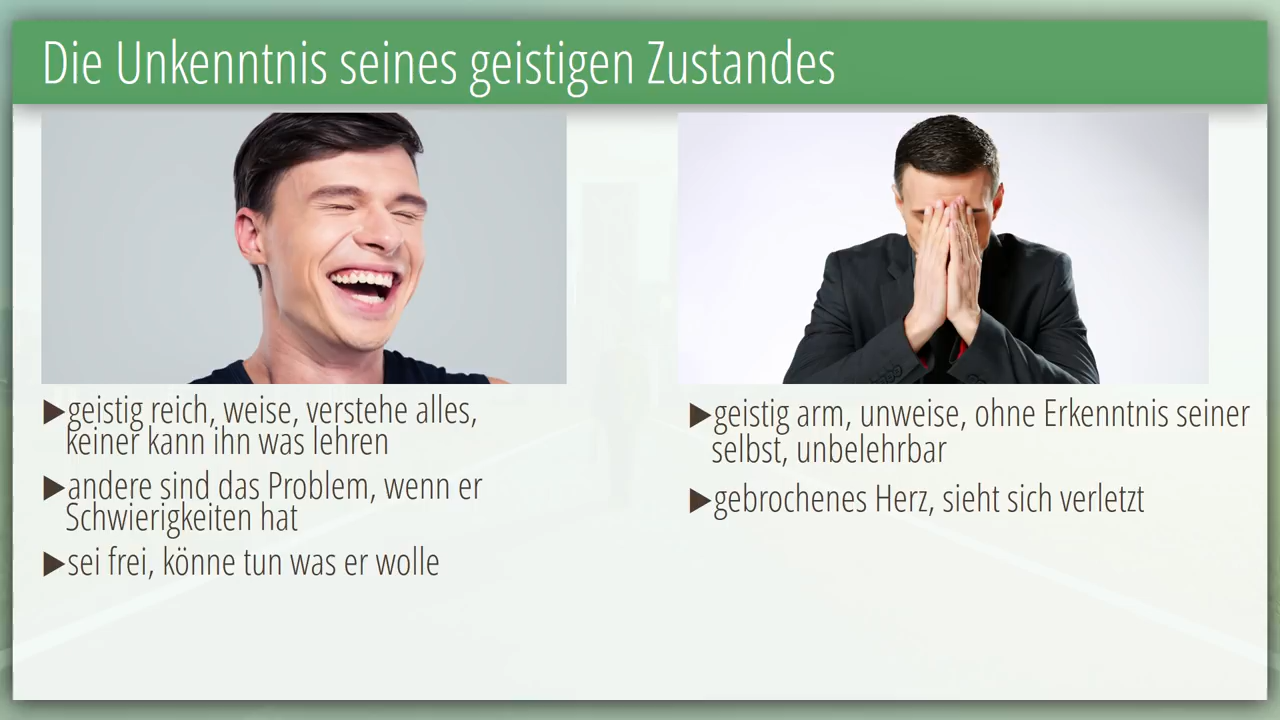 Die Unkenntnis seines geistigen Zustandes
▶geistig reich, weise, verstehe alles,
keiner kann ihn was lehren
▶andere sind das Problem, wenn er
Schwierigkeiten hat
▶sei frei, könne tun was er wolle
▶geistig arm, unweise, ohne Erkenntnis seiner
selbst, unbelehrbar
▶gebrochenes Herz, sieht sich verletzt